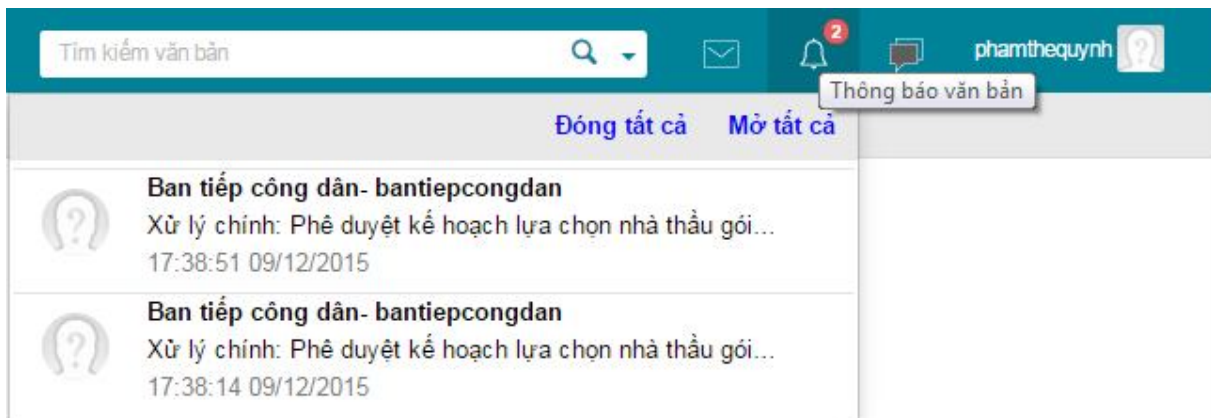 Tìm kiếm văn bản
2
phamthequynh
Thông báo văn bản
Đóng tất cả Mở tất cả
Ban tiếp công dân- bantiepcongdan
Xử lý chính: Phê duyệt kế hoạch lựa chọn nhà thầu gói...
17:38:51 09/12/2015
Ban tiếp công dân- bantiepcongdan
Xử lý chính: Phê duyệt kế hoạch lựa chọn nhà thầu gói...
17:38:14 09/12/2015